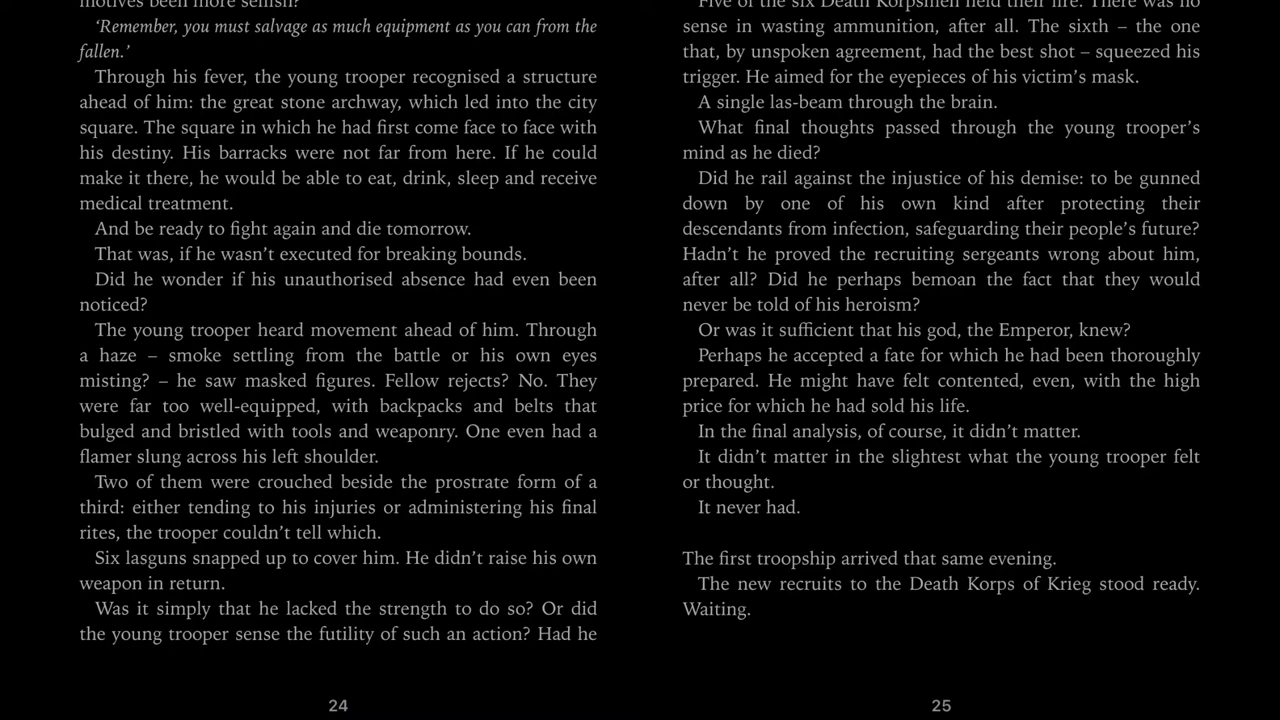 motives been more selfish?
'Remember, you must salvage as much equipment as you can from the
fallen.'
Through his fever, the young trooper recognised a structure
ahead of him: the great stone archway, which led into the city
square. The square in which he had first come face to face with
his destiny. His barracks were not far from here. If he could
make it there, he would be able to eat, drink, sleep and receive
medical treatment.
And be ready to fight again and die tomorrow.
That was, if he wasn't executed for breaking bounds.
Did he wonder if his unauthorised absence had even been
noticed?
The young trooper heard movement ahead of him. Through
a haze – smoke settling from the battle or his own eyes
misting? – he saw masked figures. Fellow rejects? No. They
were far too well-equipped, with backpacks and belts that
bulged and bristled with tools and weaponry. One even had a
flamer slung across his left shoulder.
Two of them were crouched beside the prostrate form of a
third: either tending to his injuries or administering his final
rites, the trooper couldn't tell which.
Six lasguns snapped up to cover him. He didn't raise his own
weapon in return.
Was it simply that he lacked the strength to do so? Or did
the young trooper sense the futility of such an action? Had he
24
Five of the six Death Korpsmen held their fire. There was no
sense in wasting ammunition, after all. The sixth – the one
that, by unspoken agreement, had the best shot – squeezed his
trigger. He aimed for the eyepieces of his victim's mask.
A single las-beam through the brain.
What final thoughts passed through the young trooper's
mind as he died?
Did he rail against the injustice of his demise: to be gunned
down by one of his own kind after protecting their
descendants from infection, safeguarding their people's future?
Hadn't he proved the recruiting sergeants wrong about him,
after all? Did he perhaps bemoan the fact that they would
never be told of his heroism?
Or was it sufficient that his god, the Emperor, knew?
Perhaps he accepted a fate for which he had been thoroughly
prepared. He might have felt contented, even, with the high
price for which he had sold his life.
In the final analysis, of course, it didn't matter.
It didn't matter in the slightest what the young trooper felt
or thought.
It never had.
The first troopship arrived that same evening.
The new recruits to the Death Korps of Krieg stood ready.
Waiting.
25